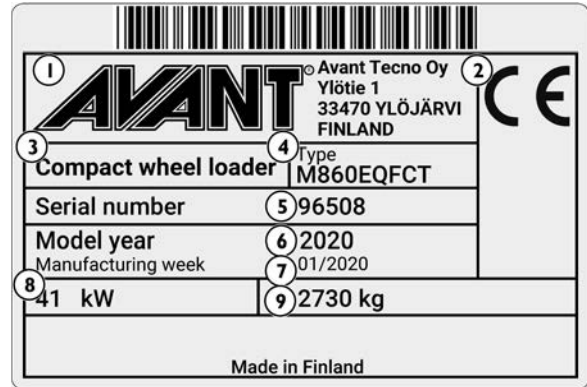 1 AVANT ® Avant Tecno Oy 2 CE
Ylötie 1
33470 YLÖJÄRVI
FINLAND
3 Compact wheel loader 4 Type
M860EQFCT
Serial number 5 96508
Model year 6 2020
Manufacturing week 7 01/2020
8 41 kW 9 2730 kg
Made in Finland